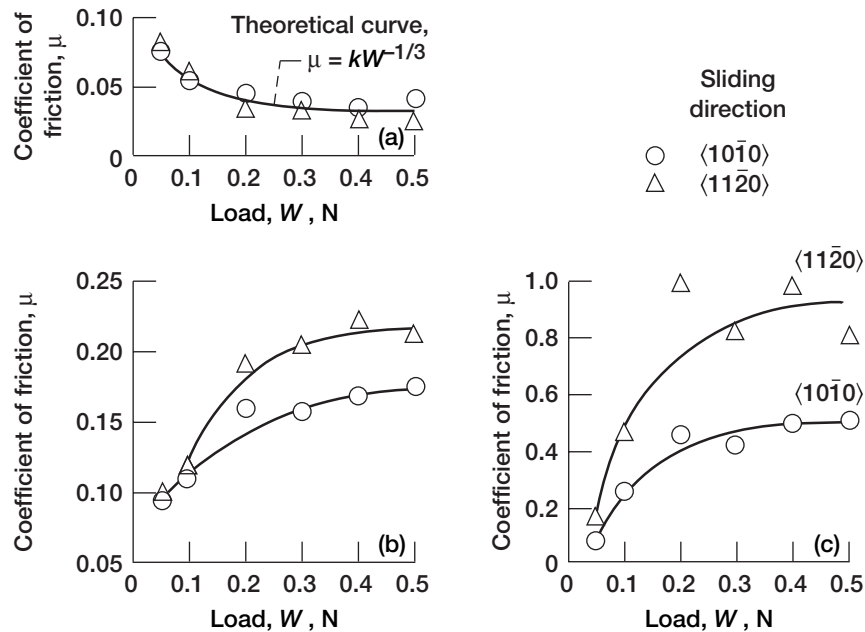 0.10
0.05
0
Coefficient of
friction, μ
Theoretical curve,
μ = kW–1/3
(a)
0 0.1 0.2 0.3 0.4 0.5
Load, W , N
Sliding
direction
⟨101̄0⟩
⟨112̄0⟩
0.25
0.20
0.15
0.10
0.05
Coefficient of friction, μ
(b)
0 0.1 0.2 0.3 0.4 0.5
Load, W , N
1.0
0.8
0.6
0.4
0.2
0
Coefficient of friction, μ
⟨112̄0⟩
⟨101̄0⟩
(c)
0 0.1 0.2 0.3 0.4 0.5
Load, W , N